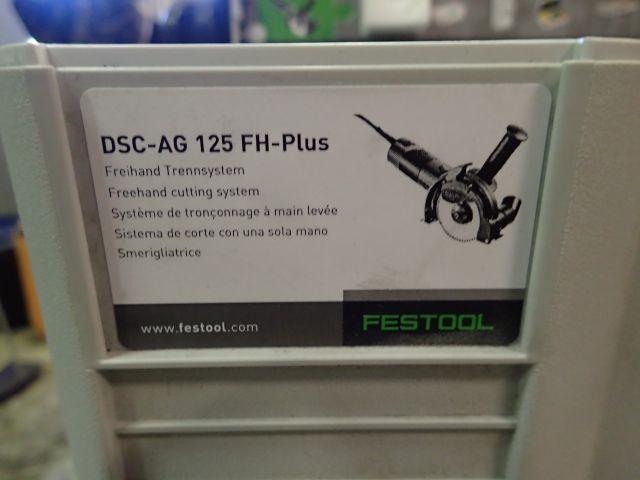 DSC-AG 125 FH-Plus
Freihand Trennsystem
Freehand cutting system
Système de tronçonnage à main levée
Sistema de corte con una sola mano
Smerigliatrice
www.festool.com
FESTOOL